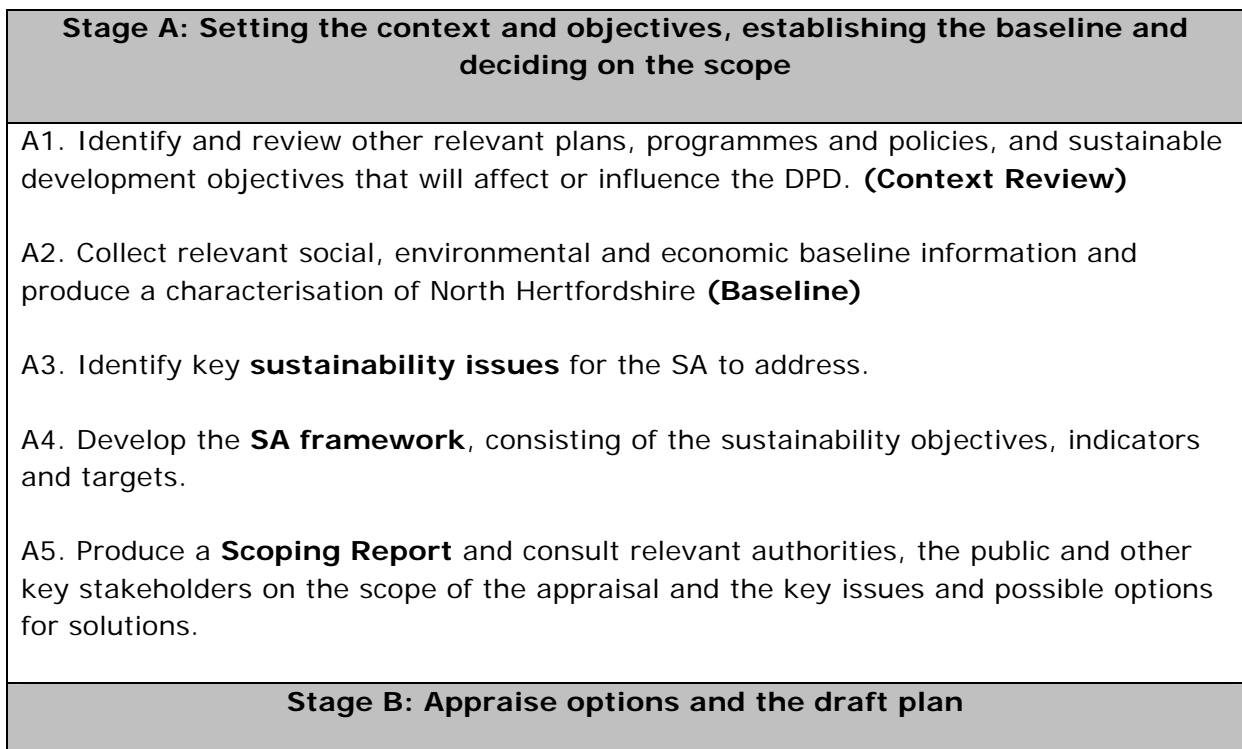 Stage A: Setting the context and objectives, establishing the baseline and
deciding on the scope
A1. Identify and review other relevant plans, programmes and policies, and sustainable
development objectives that will affect or influence the DPD. (Context Review)
A2. Collect relevant social, environmental and economic baseline information and
produce a characterisation of North Hertfordshire (Baseline)
A3. Identify key sustainability issues for the SA to address.
A4. Develop the SA framework, consisting of the sustainability objectives, indicators
and targets.
A5. Produce a Scoping Report and consult relevant authorities, the public and other
key stakeholders on the scope of the appraisal and the key issues and possible options
for solutions.
Stage B: Appraise options and the draft plan